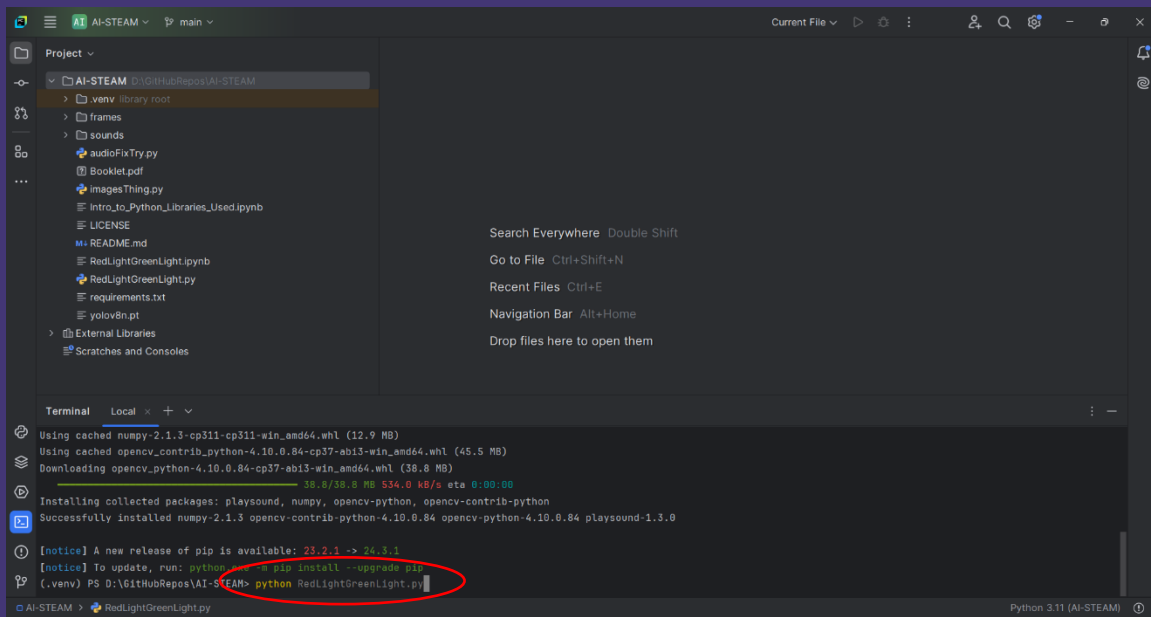 AI AI-STEAM main Current File
Project
AI-STEAM D:\GitHubRepos\AI-STEAM
.venv library root
frames
sounds
audioFixTry.py
Booklet.pdf
imagesThing.py
Intro_to_Python_Libraries_Used.ipynb
LICENSE
M↓ README.md
RedLightGreenLight.ipynb
RedLightGreenLight.py
requirements.txt
yolov8n.pt
External Libraries
Scratches and Consoles
Search Everywhere Double Shift
Go to File Ctrl+Shift+N
Recent Files Ctrl+E
Navigation Bar Alt+Home
Drop files here to open them
Terminal Local
Using cached numpy-2.1.3-cp311-cp311-win_amd64.whl (12.9 MB)
Using cached opencv_contrib_python-4.10.0.84-cp37-abi3-win_amd64.whl (45.5 MB)
Downloading opencv_python-4.10.0.84-cp37-abi3-win_amd64.whl (38.8 MB)
38.8/38.8 MB 534.0 kB/s eta 0:00:00
Installing collected packages: playsound, numpy, opencv-python, opencv-contrib-python
Successfully installed numpy-2.1.3 opencv-contrib-python-4.10.0.84 opencv-python-4.10.0.84 playsound-1.3.0
[notice] A new release of pip is available: 23.2.1 -> 24.3.1
[notice] To update, run: python.exe -m pip install --upgrade pip
(.venv) PS D:\GitHubRepos\AI-STEAM> python RedLightGreenLight.py
AI-STEAM > RedLightGreenLight.py Python 3.11 (AI-STEAM)